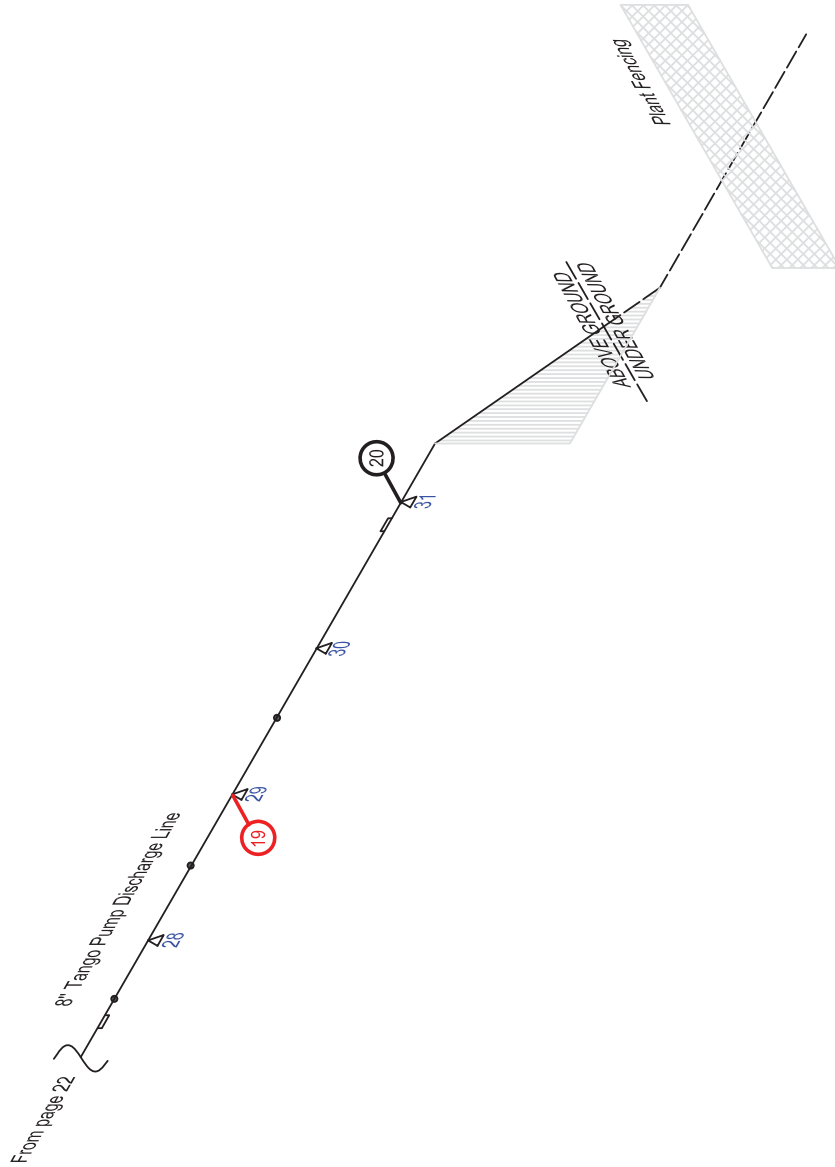 Plant Fencing
ABOVE GROUND
UNDER GROUND
20
31
30
29
19
8" Tango Pump Discharge Line
28
From page 22